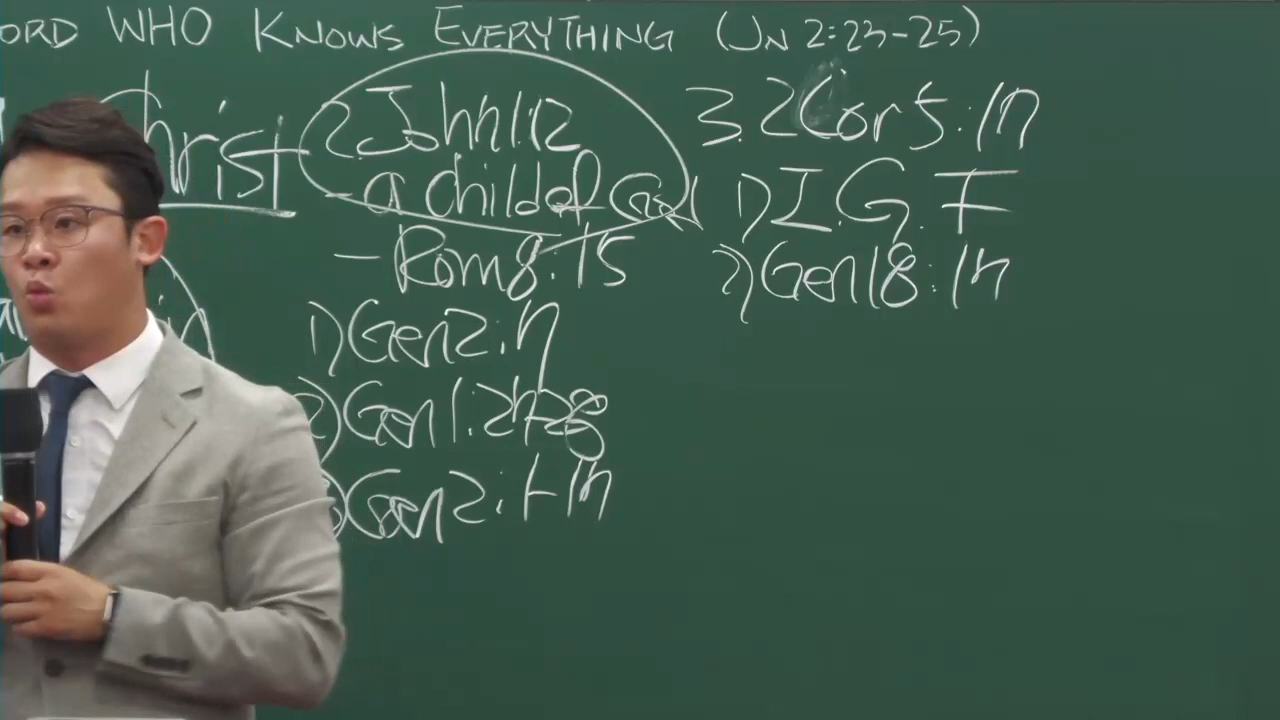 ORD WHO KNOWS EVERYTHING (JN 2:23-25)
Christ
2. John 1:12
- a child of God
- Rom 8:15
1) Gen 2:7
2) Gen 1:27-28
3) Gen 2:1-17
3. 2 Cor 5:17
1) I.G.F
2) Gen 18:17